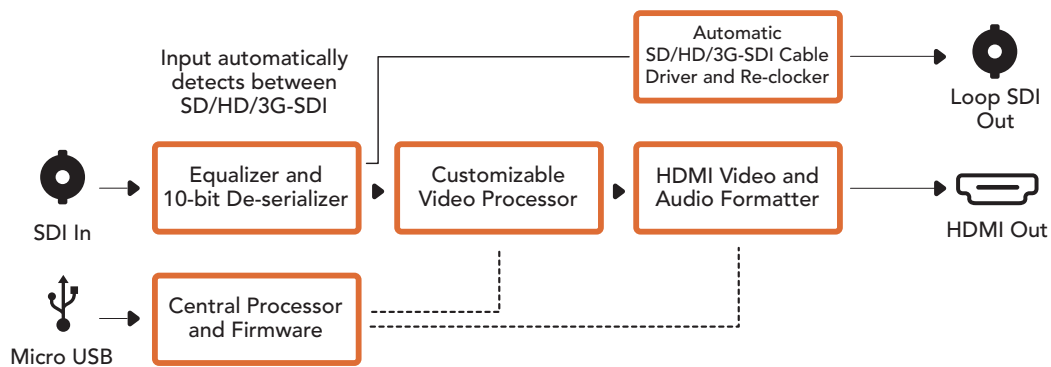 Input automatically
detects between
SD/HD/3G-SDI
Automatic
SD/HD/3G-SDI Cable
Driver and Re-clocker
Loop SDI
Out
SDI In
Equalizer and
10-bit De-serializer
Customizable
Video Processor
HDMI Video and
Audio Formatter
HDMI Out
Micro USB
Central Processor
and Firmware